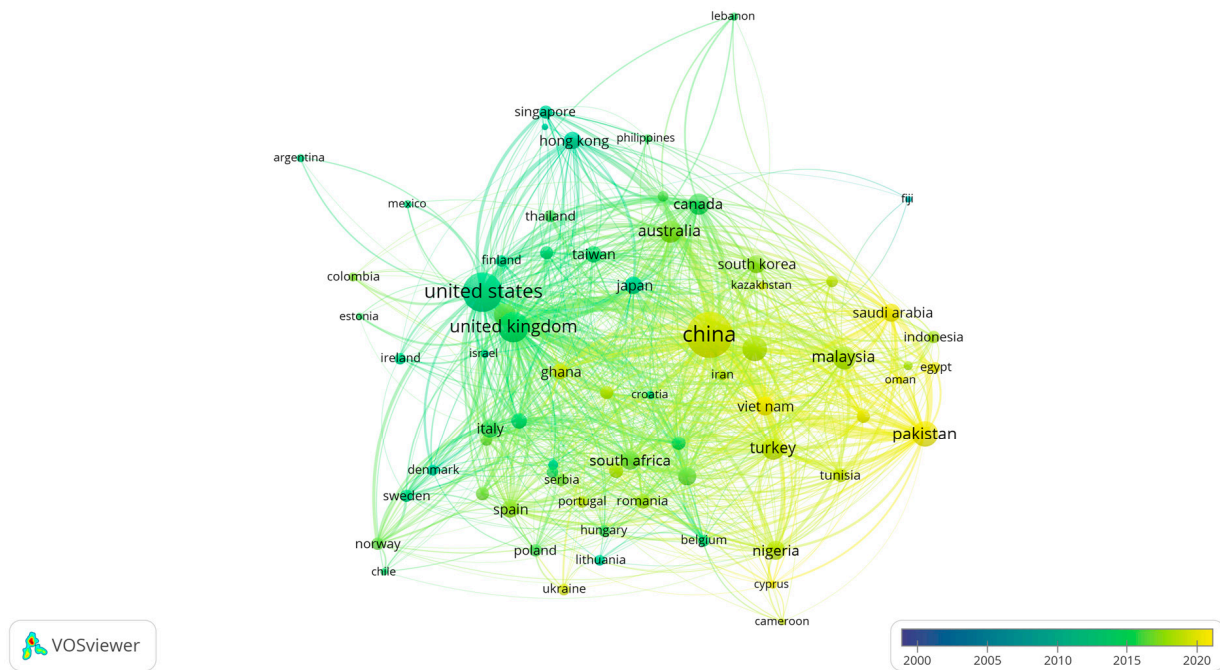 lebanon
singapore
hong kong
philippines
argentina
mexico
fiji
canada
thailand
australia
finland
taiwan
south korea
colombia
united states
japan
kazakhstan
saudi arabia
estonia
united kingdom
china
indonesia
ireland
israel
malaysia
ghana
iran
oman
egypt
croatia
viet nam
italy
pakistan
turkey
denmark
south africa
tunisia
serbia
sweden
spain
portugal
romania
hungary
belgium
norway
poland
nigeria
lithuania
chile
ukraine
cyprus
cameroon
VOSviewer
2000 2005 2010 2015 2020